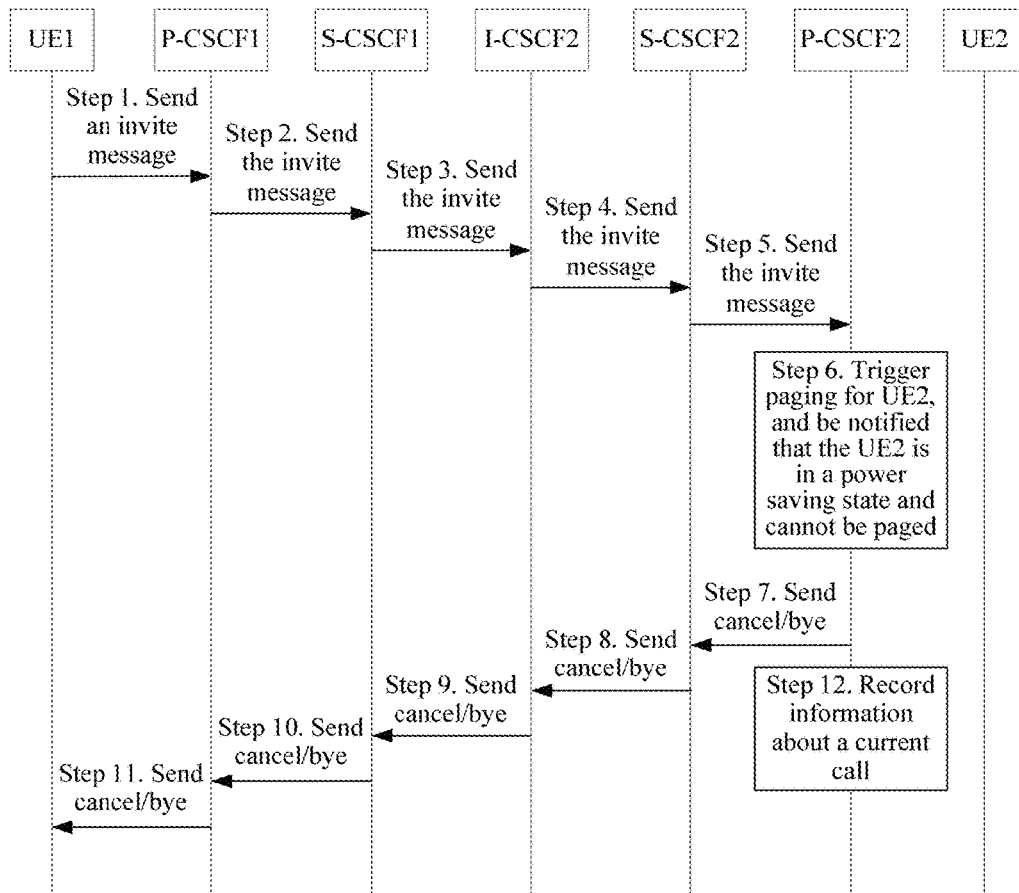 UE1
P-CSCF1
S-CSCF1
I-CSCF2
S-CSCF2
P-CSCF2
UE2
Step 1. Send
an invite
message
Step 2. Send
the invite
message
Step 3. Send
the invite
message
Step 4. Send
the invite
message
Step 5. Send
the invite
message
Step 6. Trigger
paging for UE2,
and be notified
that the UE2 is
in a power
saving state and
cannot be paged
Step 7. Send
cancel/bye
Step 8. Send
cancel/bye
Step 9. Send
cancel/bye
Step 10. Send
cancel/bye
Step 11. Send
cancel/bye
Step 12. Record
information
about a current
call